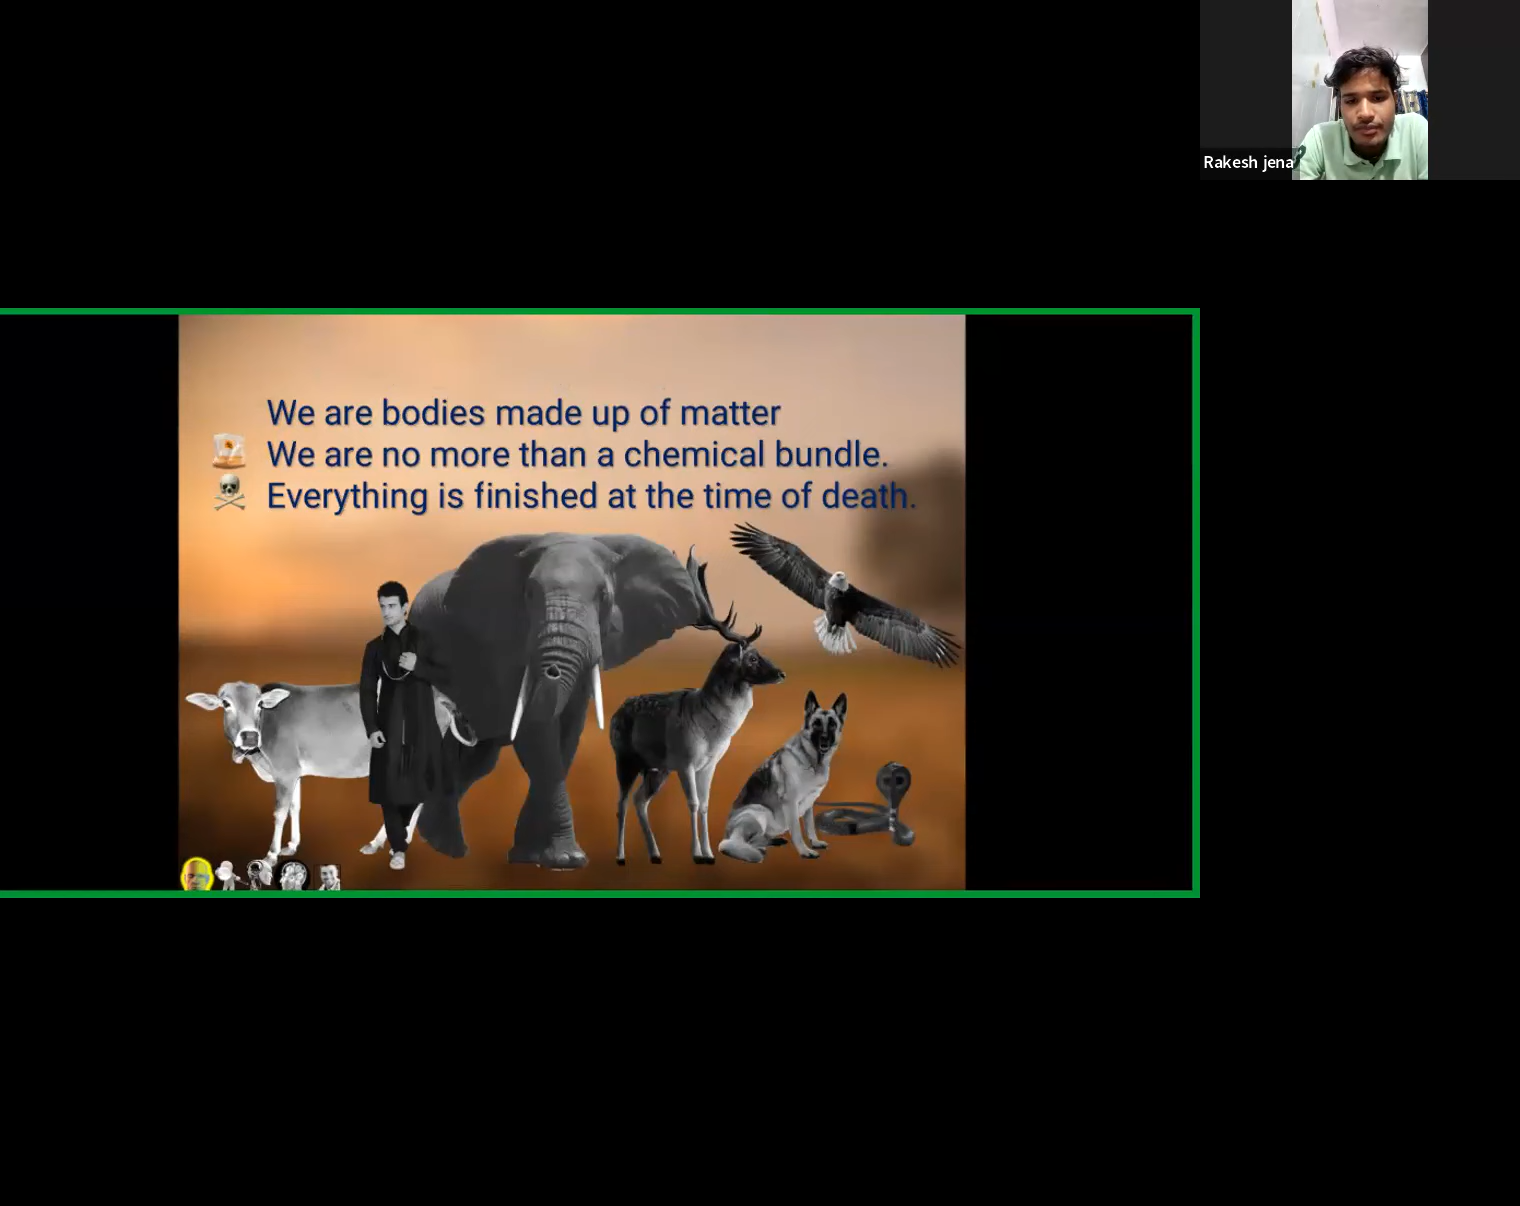 Rakesh jena
We are bodies made up of matter
We are no more than a chemical bundle.
Everything is finished at the time of death.